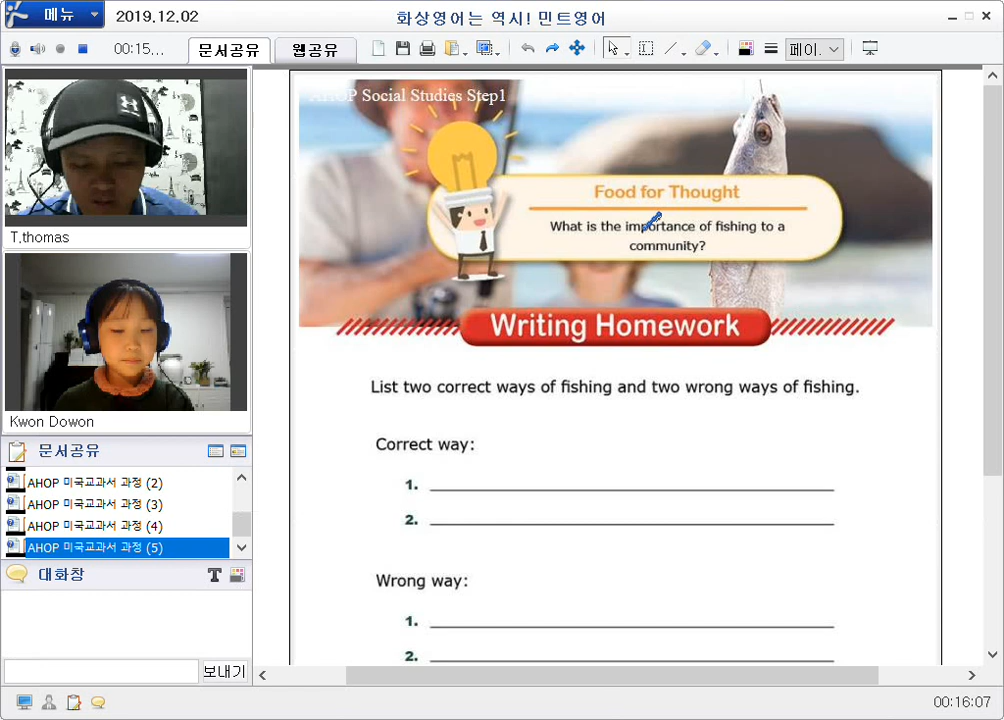 메뉴
2019.12.02
화상영어는 역시! 민트영어
00:15...
문서공유
웹공유
페이.
T,thomas
Kwon Dowon
문서공유
AHOP 미국교과서 과정 (2)
AHOP 미국교과서 과정 (3)
AHOP 미국교과서 과정 (4)
AHOP 미국교과서 과정 (5)
대화창
T
보내기
AHOP Social Studies Step1
Food for Thought
What is the importance of fishing to a
community?
Writing Homework
List two correct ways of fishing and two wrong ways of fishing.
Correct way:
1.
2.
Wrong way:
1.
2.
00:16:07